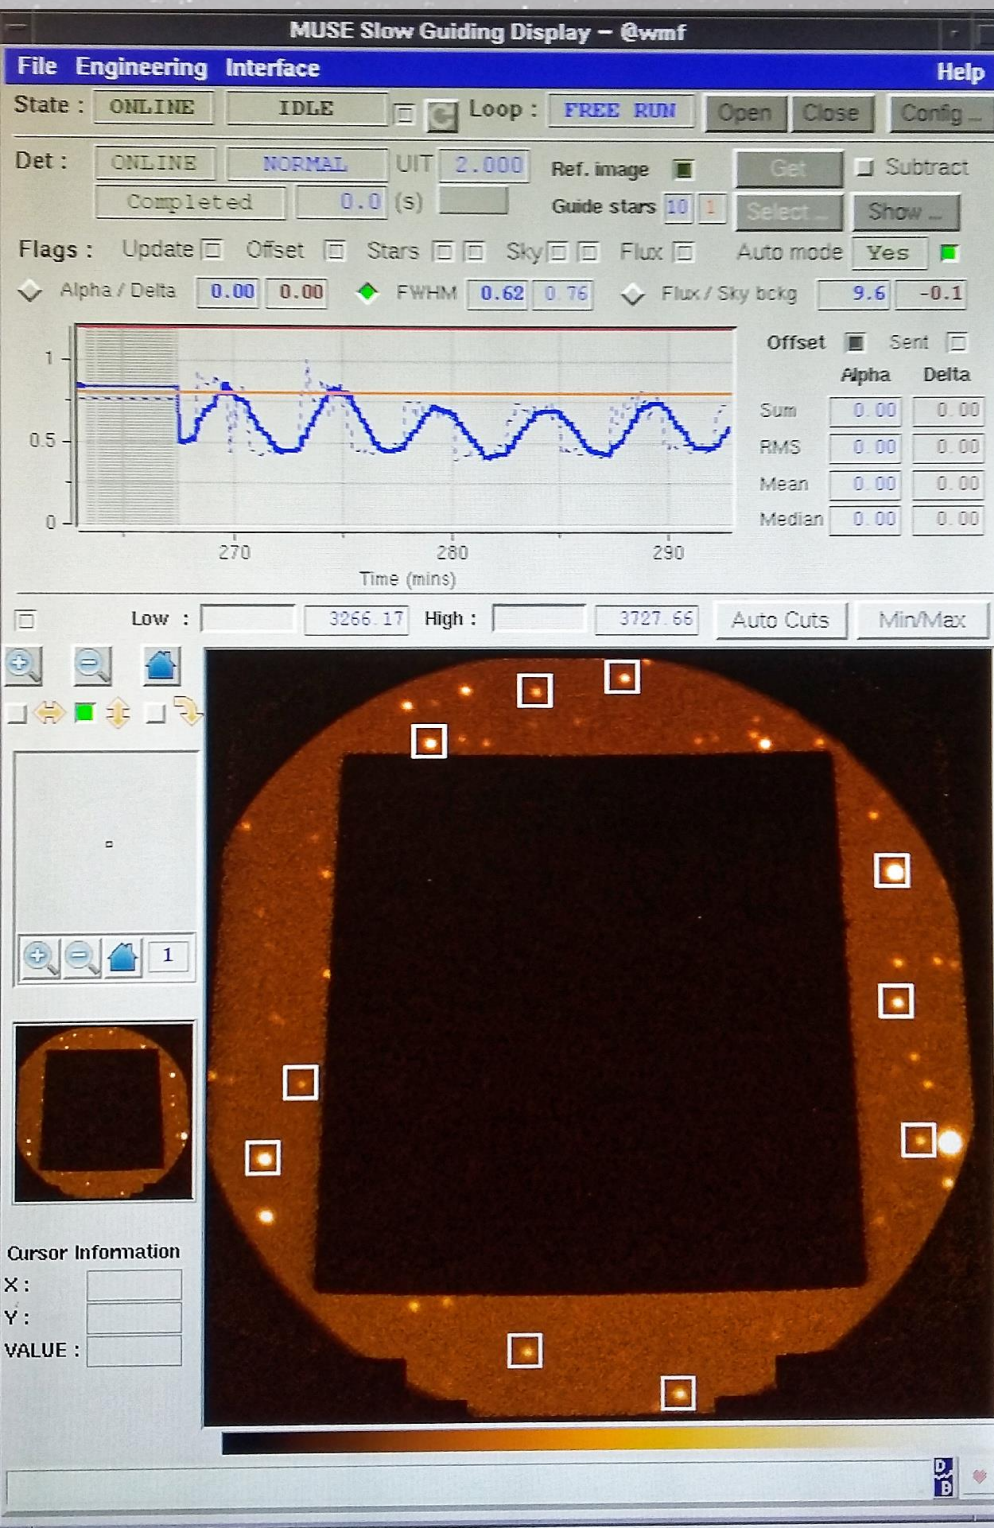 MUSE Slow Guiding Display - @wmf
File Engineering Interface Help
State : ONLINE IDLE Loop : FREE RUN Open Close Config ...
Det : ONLINE NORMAL UIT 2.000 Ref. image Get Subtract
Completed 0.0 (s) Guide stars 10 1 Select ... Show ...
Flags : Update Offset Stars Sky Flux Auto mode Yes
Alpha / Delta 0.00 0.00 FWHM 0.62 0.76 Flux / Sky bckg 9.6 -0.1
Offset Sent
Alpha Delta
Sum 0.00 0.00
RMS 0.00 0.00
Mean 0.00 0.00
Median 0.00 0.00
1
0.5
0
270 280 290
Time (mins)
Low : 3266.17 High : 3727.66 Auto Cuts Min/Max
1
Cursor Information
X :
Y :
VALUE :
D B